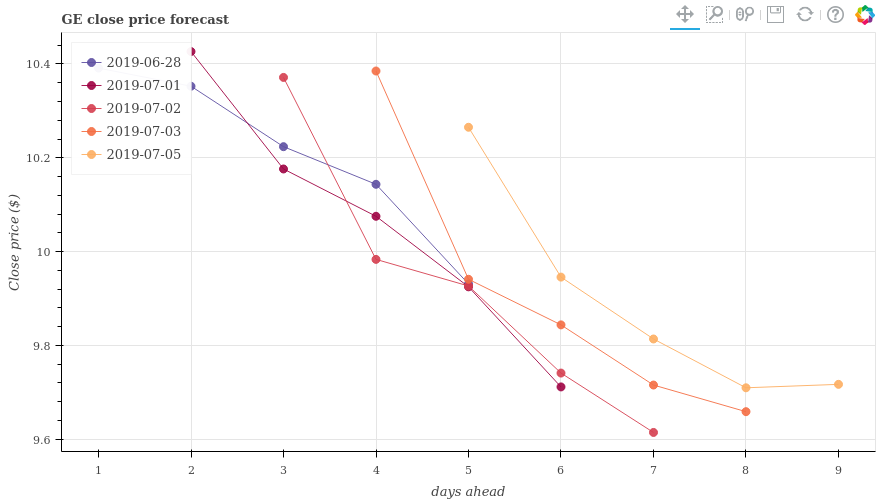 GE close price forecast
2019-06-28
2019-07-01
2019-07-02
2019-07-03
2019-07-05
Close price ($)
10.4
10.2
10
9.8
9.6
1 2 3 4 5 6 7 8 9
days ahead